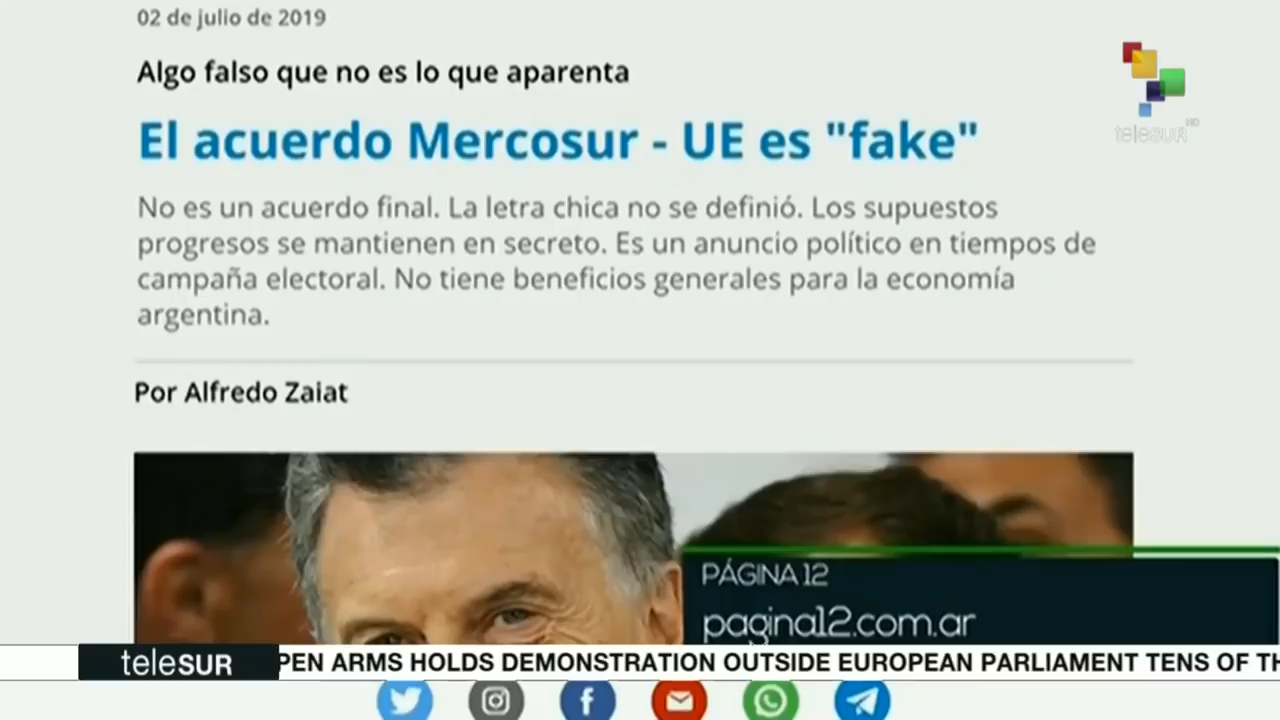 02 de julio de 2019
Algo falso que no es lo que aparenta
El acuerdo Mercosur - UE es "fake"
No es un acuerdo final. La letra chica no se definió. Los supuestos
progresos se mantienen en secreto. Es un anuncio político en tiempos de
campaña electoral. No tiene beneficios generales para la economía
argentina.
Por Alfredo Zaiat
teleSUR HD
PÁGINA 12
pagina12.com.ar
teleSUR
PEN ARMS HOLDS DEMONSTRATION OUTSIDE EUROPEAN PARLIAMENT TENS OF TH